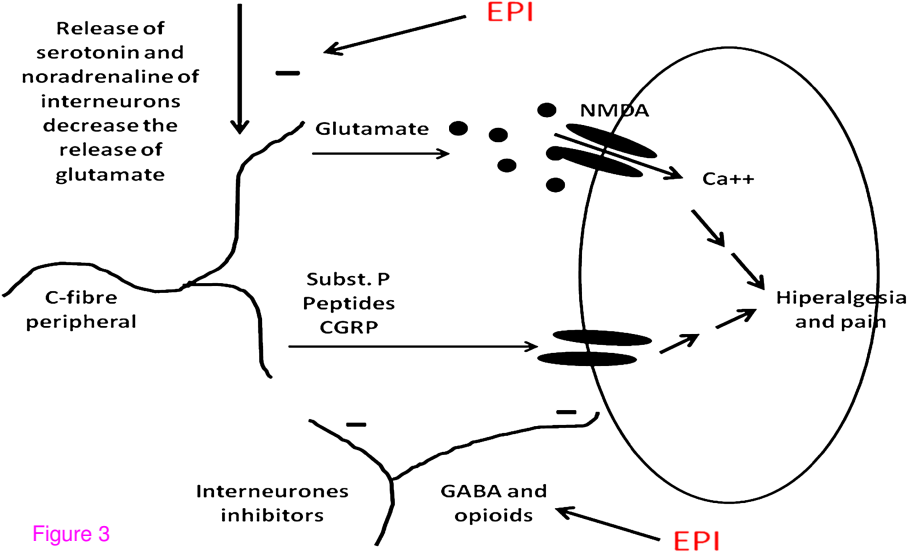 Release of
serotonin and
noradrenaline of
interneurons
decrease the
release of
glutamate
EPI
Glutamate
NMDA
Ca++
C-fibre
peripheral
Subst. P
Peptides
CGRP
Hiperalgesia
and pain
Interneurones
inhibitors
GABA and
opioids
EPI
Figure 3